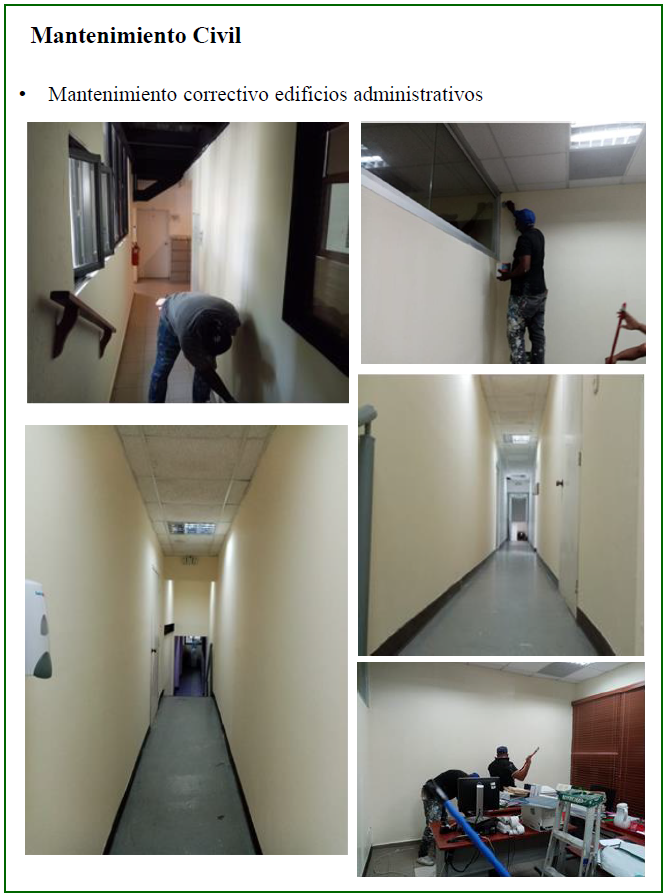 Mantenimiento Civil
• Mantenimiento correctivo edificios administrativos